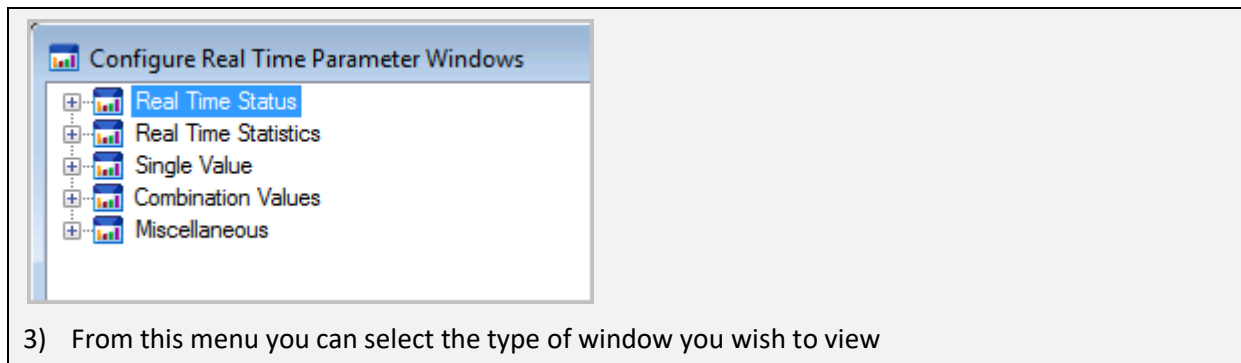 Configure Real Time Parameter Windows
Real Time Status
Real Time Statistics
Single Value
Combination Values
Miscellaneous
3) From this menu you can select the type of window you wish to view